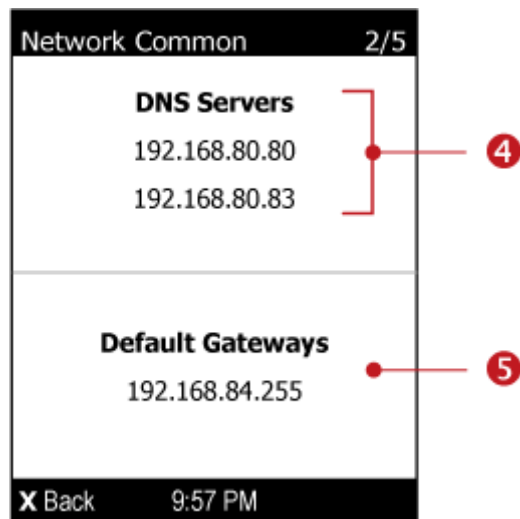 Network Common 2/5
DNS Servers
192.168.80.80
192.168.80.83
4
Default Gateways
192.168.84.255
5
X Back 9:57 PM